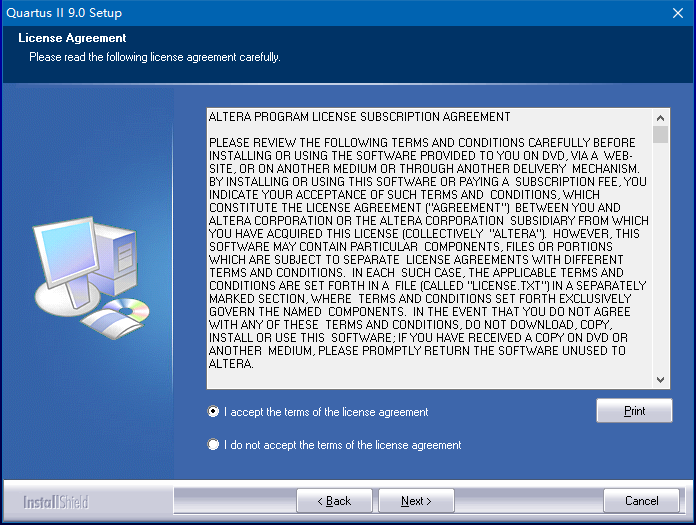 Quartus II 9.0 Setup
License Agreement
Please read the following license agreement carefully.
ALTERA PROGRAM LICENSE SUBSCRIPTION AGREEMENT
PLEASE REVIEW THE FOLLOWING TERMS AND CONDITIONS CAREFULLY BEFORE
INSTALLING OR USING THE SOFTWARE PROVIDED TO YOU ON DVD, VIA A  WEB-
SITE, OR ON ANOTHER MEDIUM OR THROUGH ANOTHER DELIVERY  MECHANISM.
BY INSTALLING OR USING THIS SOFTWARE OR PAYING A  SUBSCRIPTION FEE, YOU
INDICATE YOUR ACCEPTANCE OF SUCH TERMS AND  CONDITIONS, WHICH
CONSTITUTE THE LICENSE AGREEMENT ("AGREEMENT")  BETWEEN YOU AND
ALTERA CORPORATION OR THE ALTERA CORPORATION  SUBSIDIARY FROM WHICH
YOU HAVE ACQUIRED THIS LICENSE (COLLECTIVELY  "ALTERA").  HOWEVER, THIS
SOFTWARE MAY CONTAIN PARTICULAR  COMPONENTS, FILES OR PORTIONS
WHICH ARE SUBJECT TO SEPARATE  LICENSE AGREEMENTS WITH DIFFERENT
TERMS AND CONDITIONS.  IN EACH  SUCH CASE, THE APPLICABLE TERMS AND
CONDITIONS ARE SET FORTH IN A  FILE (CALLED "LICENSE.TXT") IN A SEPARATELY
MARKED SECTION, WHERE  TERMS AND CONDITIONS SET FORTH EXCLUSIVELY
GOVERN THE NAMED  COMPONENTS.  IN THE EVENT THAT YOU DO NOT AGREE
WITH ANY OF THESE  TERMS AND CONDITIONS, DO NOT DOWNLOAD, COPY,
INSTALL OR USE THIS  SOFTWARE; IF YOU HAVE RECEIVED A COPY ON DVD OR
ANOTHER  MEDIUM, PLEASE PROMPTLY RETURN THE SOFTWARE UNUSED TO
ALTERA.
I accept the terms of the license agreement
Print
I do not accept the terms of the license agreement
InstallShield
< Back
Next >
Cancel